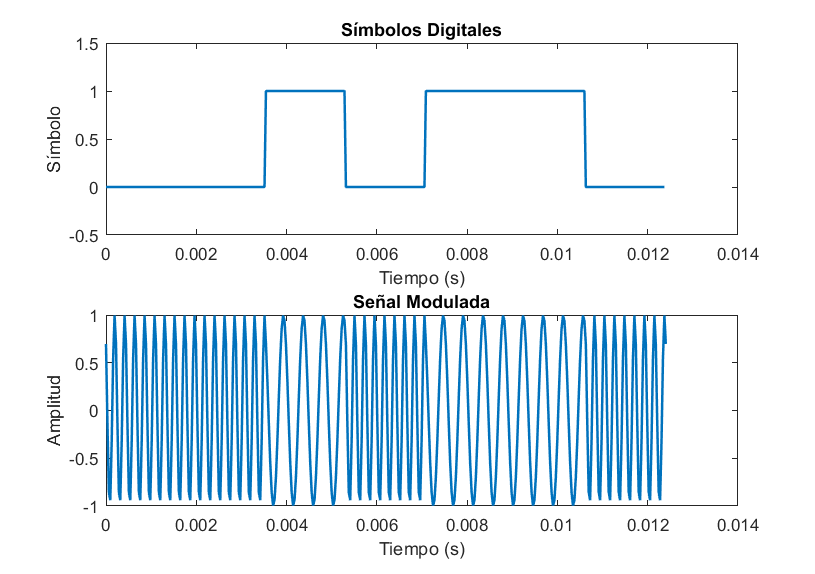 Símbolos Digitales
1.5
1
0.5
0
-0.5
Símbolo
0 0.002 0.004 0.006 0.008 0.01 0.012 0.014
Tiempo (s)
Señal Modulada
1
0.5
0
-0.5
-1
Amplitud
0 0.002 0.004 0.006 0.008 0.01 0.012 0.014
Tiempo (s)